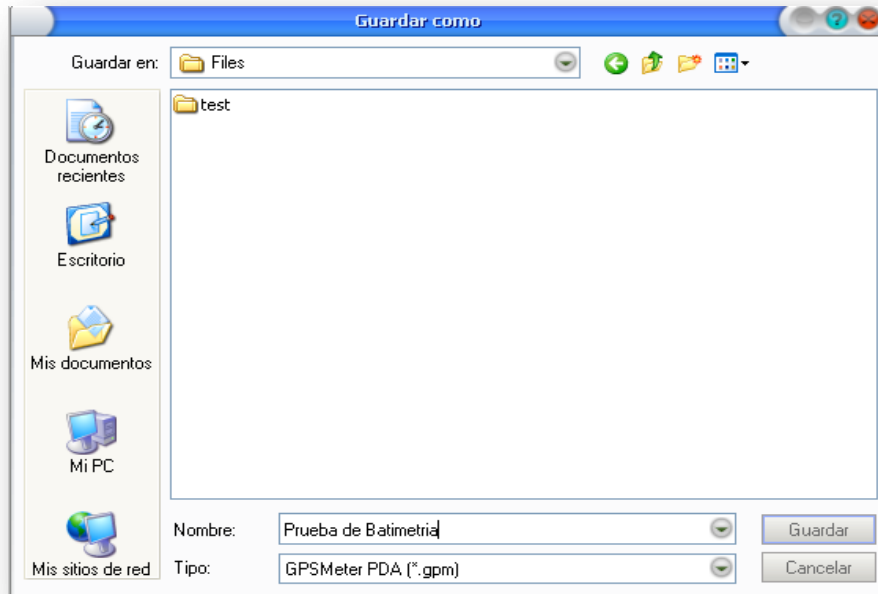 Guardar como
Guardar en:
Files
test
Documentos
recientes
Escritorio
Mis documentos
Mi PC
Mis sitios de red
Nombre:
Prueba de Batimetria
Guardar
Tipo:
GPSMeter PDA (*.gpm)
Cancelar